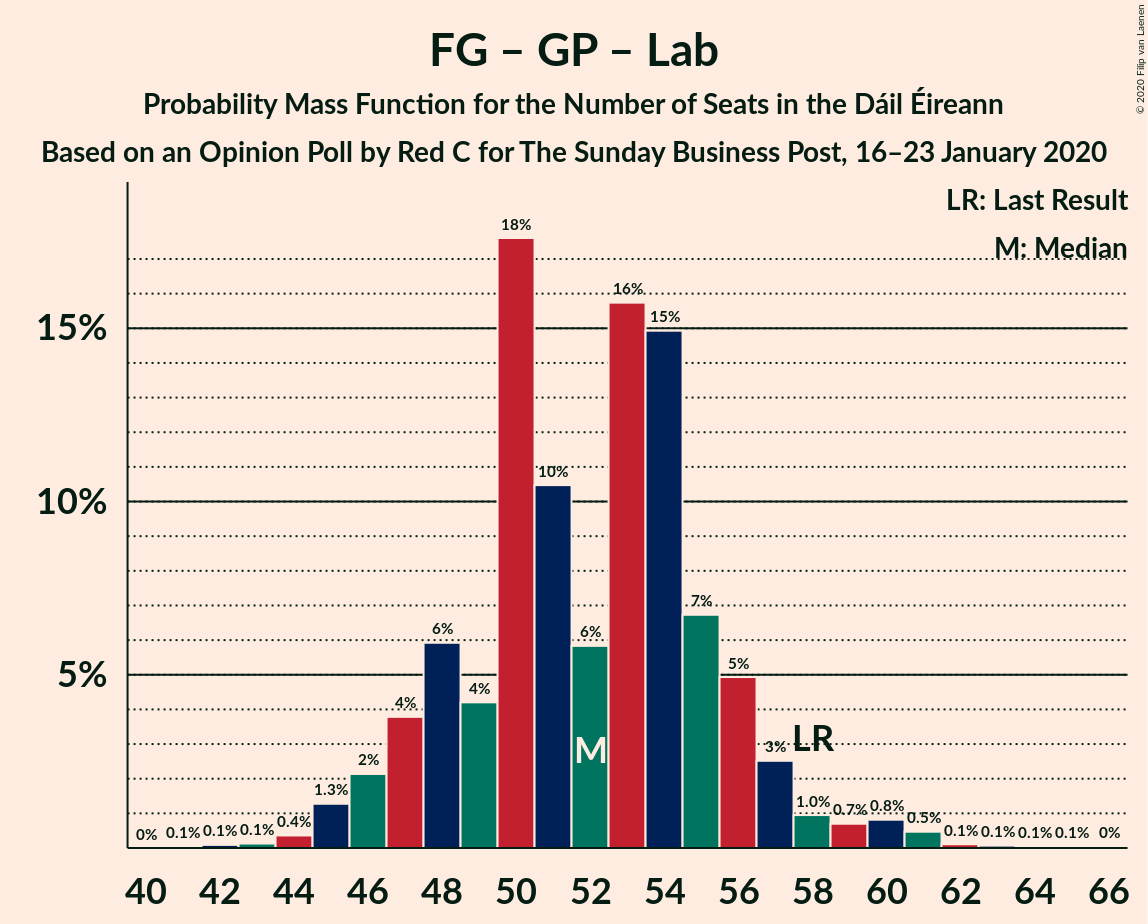 FG – GP – Lab
Probability Mass Function for the Number of Seats in the Dáil Éireann
Based on an Opinion Poll by Red C for The Sunday Business Post, 16–23 January 2020
© 2020 Filip van Laenen
LR: Last Result
M: Median
15%
10%
5%
0% 0.1% 0.1% 0.1% 0.4% 1.3% 2% 4% 6% 4% 18% 10% 6% 16% 15% 7% 5% 3% 1.0% 0.7% 0.8% 0.5% 0.1% 0.1% 0.1% 0.1% 0%
M
LR
40 42 44 46 48 50 52 54 56 58 60 62 64 66